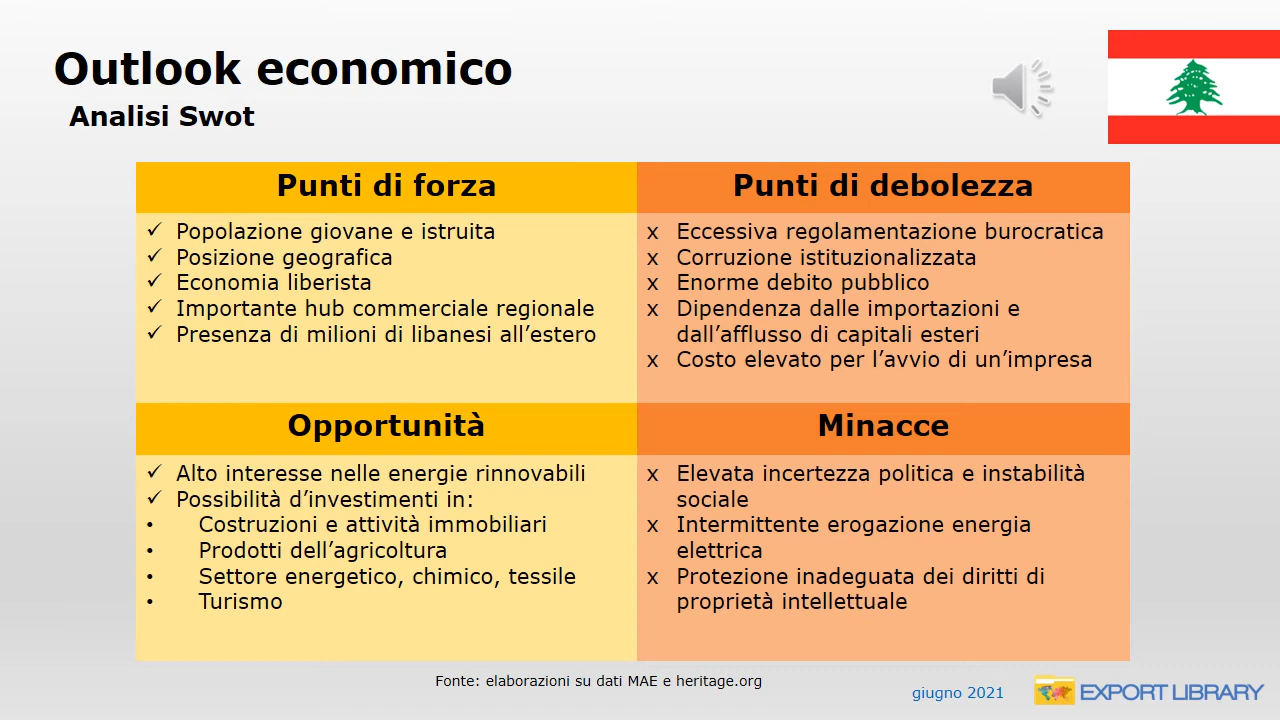 Outlook economico
Analisi Swot
Punti di forza
✓ Popolazione giovane e istruita
✓ Posizione geografica
✓ Economia liberista
✓ Importante hub commerciale regionale
✓ Presenza di milioni di libanesi all’estero
Punti di debolezza
x Eccessiva regolamentazione burocratica
x Corruzione istituzionalizzata
x Enorme debito pubblico
x Dipendenza dalle importazioni e
dall’afflusso di capitali esteri
x Costo elevato per l’avvio di un’impresa
Opportunità
✓ Alto interesse nelle energie rinnovabili
✓ Possibilità d’investimenti in:
• Costruzioni e attività immobiliari
• Prodotti dell’agricoltura
• Settore energetico, chimico, tessile
• Turismo
Minacce
x Elevata incertezza politica e instabilità
sociale
x Intermittente erogazione energia
elettrica
x Protezione inadeguata dei diritti di
proprietà intellettuale
Fonte: elaborazioni su dati MAE e heritage.org
giugno 2021
EXPORT LIBRARY